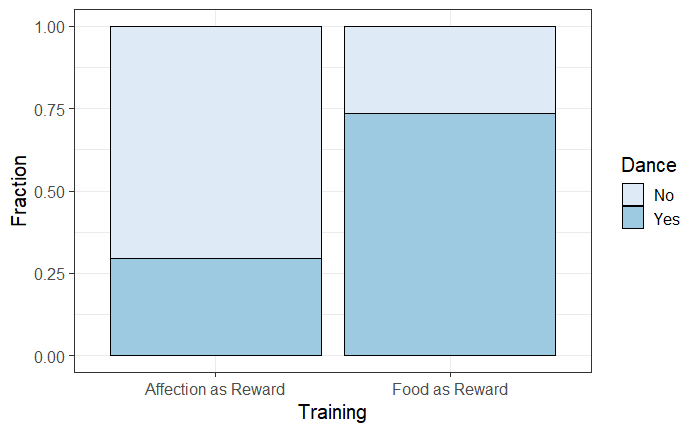 1.00
0.75
0.50
0.25
0.00
Fraction
Affection as Reward
Food as Reward
Training
Dance
No
Yes